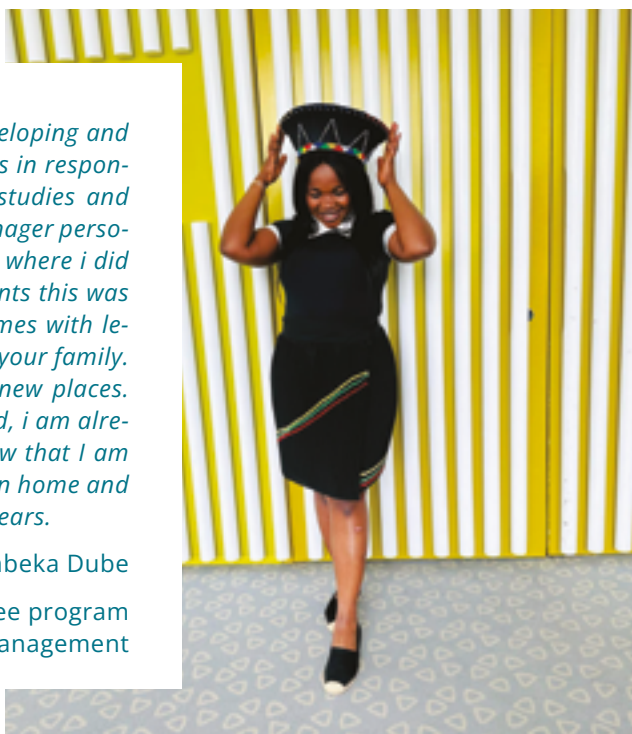 eloping and
s in respon-
studies and
nager perso-
where i did
nts this was
mes with le-
your family.
new places.
d, i am alre-
w that I am
n home and
ears.
nbeka Dube
ee program
anagement